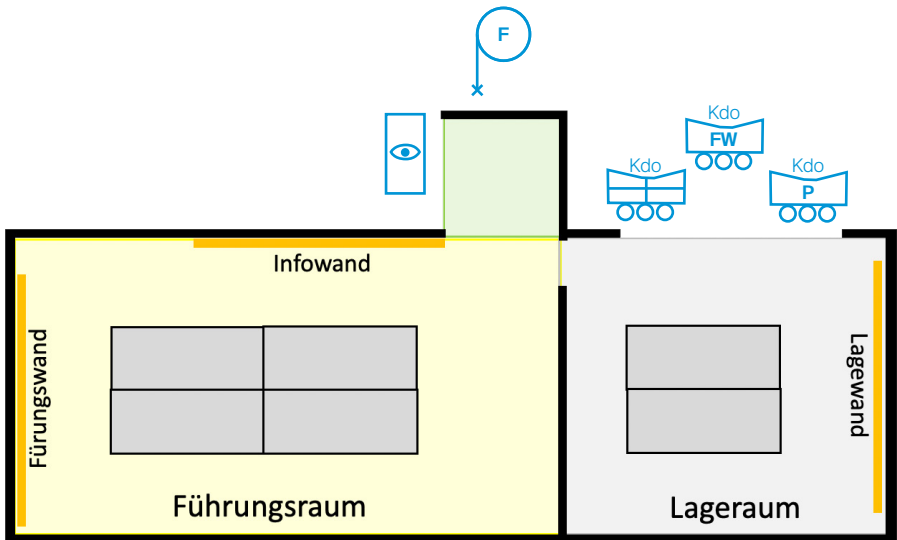 F
Kdo
FW
Kdo
Kdo
P
Infowand
Fürungswand
Lagewand
Führungsraum
Lageraum